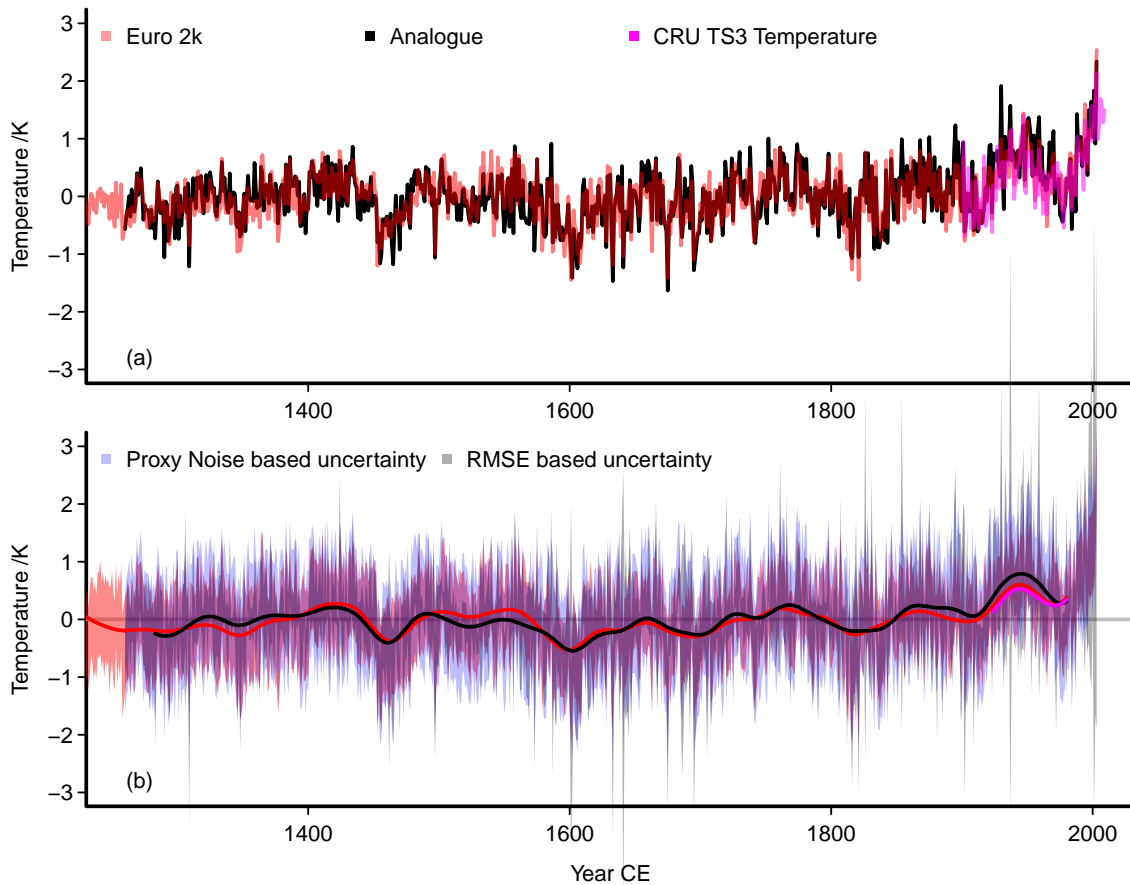 3
2
1
0
−1
−2
−3
Temperature /K
Euro 2k
Analogue
CRU TS3 Temperature
(a)
1400
1600
1800
2000
3
2
1
0
−1
−2
−3
Temperature /K
Proxy Noise based uncertainty
RMSE based uncertainty
(b)
1400
1600
1800
2000
Year CE